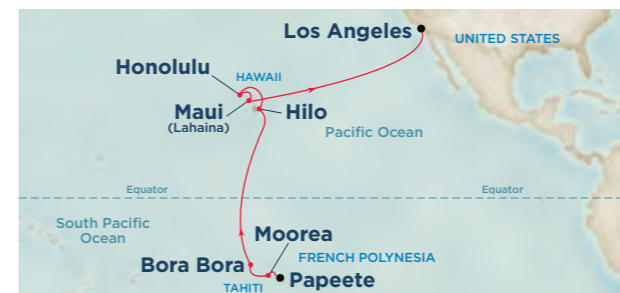 Los Angeles
UNITED STATES
Honolulu
HAWAII
Maui
(Lahaina)
Hilo
Pacific Ocean
Equator
Equator
South Pacific
Ocean
Moorea
FRENCH POLYNESIA
Bora Bora
TAHITI
Papeete